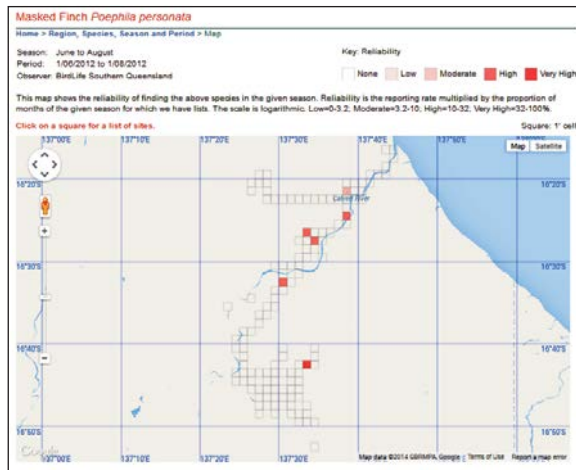 Masked Finch Poephila personata
Home > Region, Species, Season and Period > Map
Season: June to August
Period: 1/06/2012 to 1/08/2012
Observer: BirdLife Southern Queensland
Key: Reliability
None Low Moderate High Very High
This map shows the reliability of finding the above species in the given season. Reliability is the reporting rate multiplied by the proportion of
months of the given season for which we have lists. The scale is logarithmic. Low=0-3.2; Moderate=3.2-10; High=10-32; Very High=32-100%.
Click on a square for a list of sites.
Square: 1' cell
137°00'E 137°10'E 137°20'E 137°30'E 137°40'E 137°50'E
Map Satellite
16°20'S 16°20'S
River
16°30'S 16°30'S
16°40'S 16°40'S
16°50'S 16°50'S
Google
137°00'E 137°10'E 137°20'E 137°30'E 137°40'E 137°50'E
Map data ©2014 GBRMPA, Google Terms of Use Report a map error